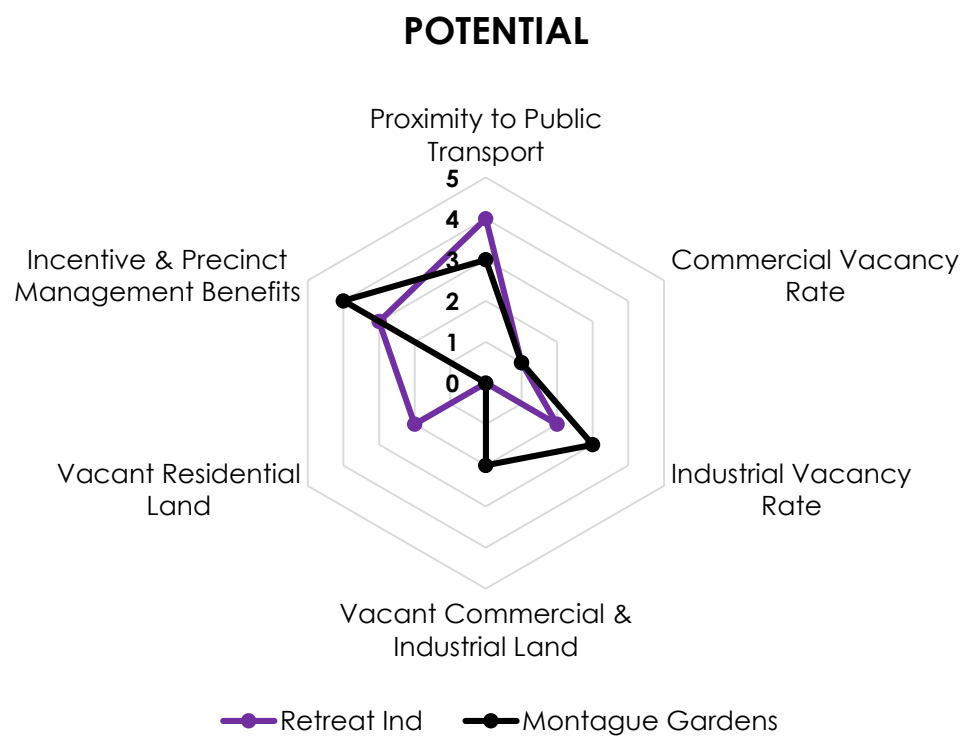 POTENTIAL
Proximity to Public
Transport
5
4
3
2
1
0
Commercial Vacancy
Rate
Industrial Vacancy
Rate
Vacant Commercial &
Industrial Land
Vacant Residential
Land
Incentive & Precinct
Management Benefits
Retreat Ind
Montague Gardens